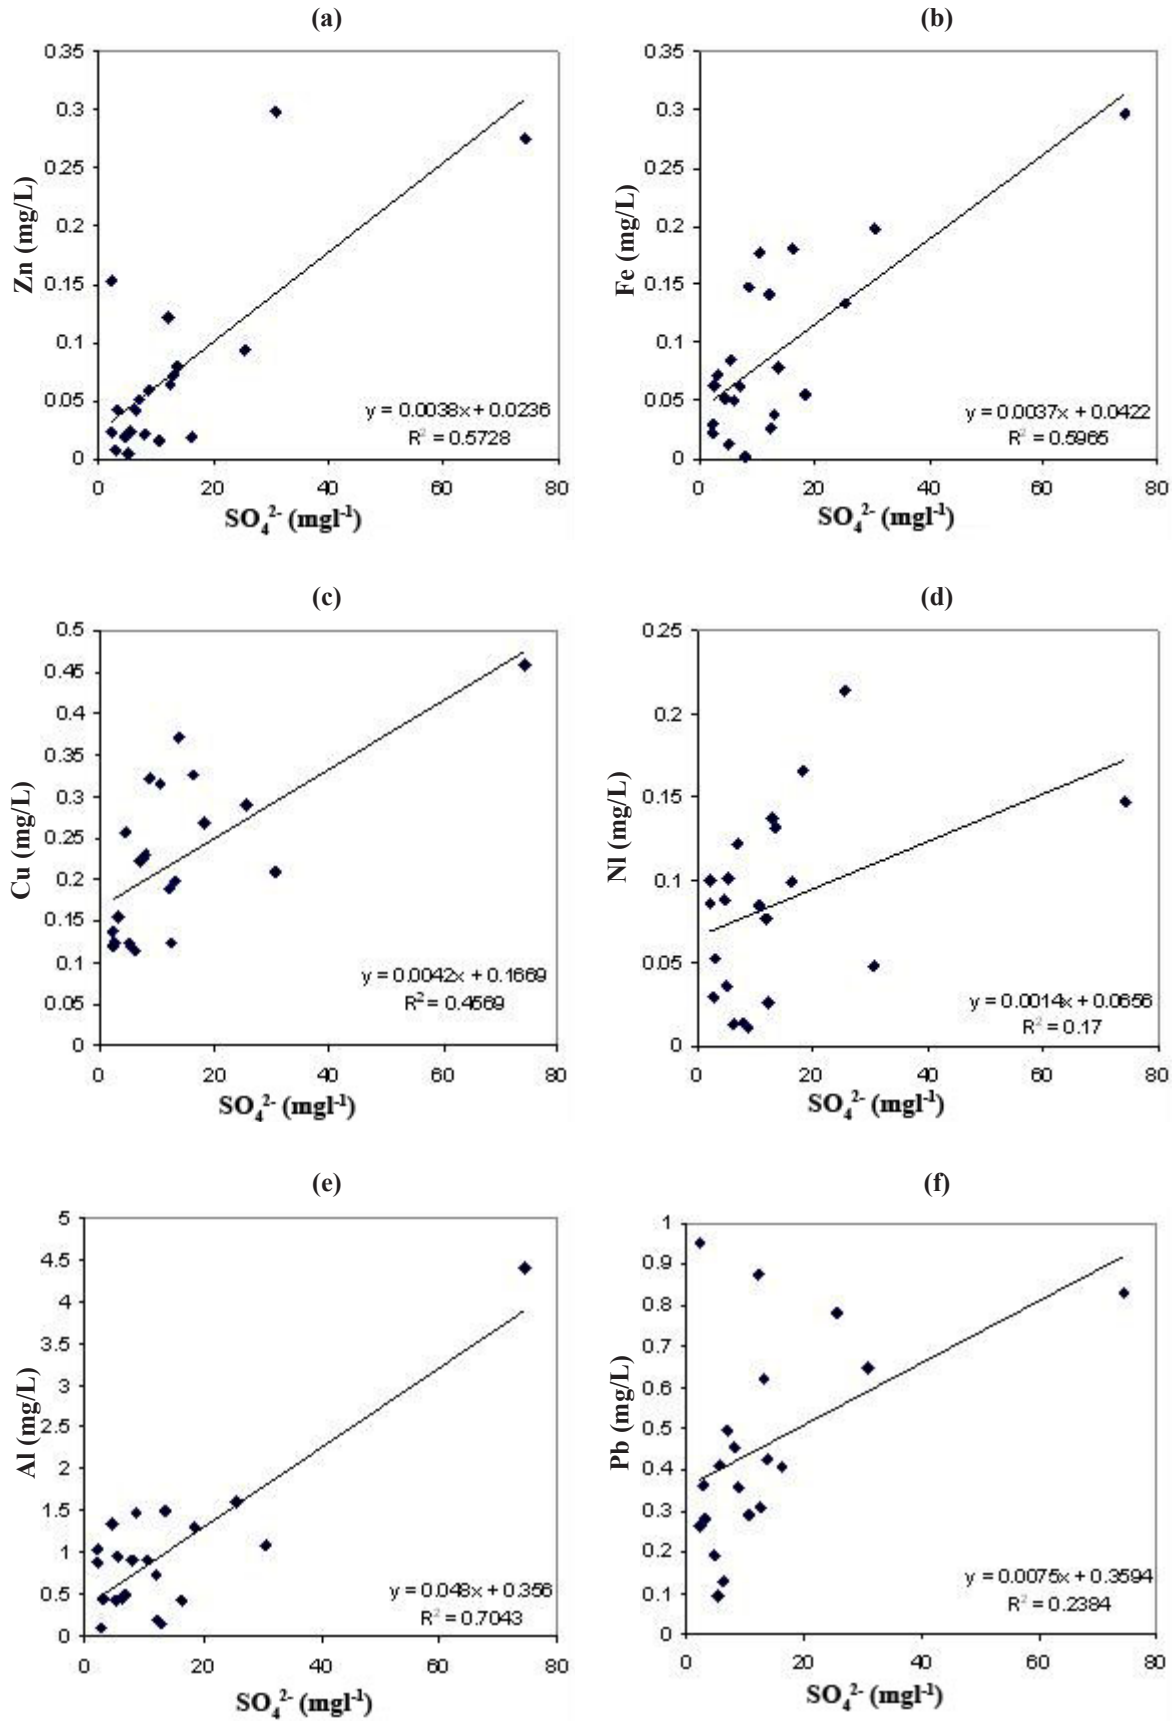 (a)
(b)
0.35
0.3
0.25
0.2
0.15
0.1
0.05
0
0 20 40 60 80
Zn (mg/L)
y = 0.0038x + 0.0236
R² = 0.5728
SO₄²⁻ (mgl⁻¹)
0.35
0.3
0.25
0.2
0.15
0.1
0.05
0
0 20 40 60 80
Fe (mg/L)
y = 0.0037x + 0.0422
R² = 0.5965
SO₄²⁻ (mgl⁻¹)
(c)
(d)
0.5
0.45
0.4
0.35
0.3
0.25
0.2
0.15
0.1
0.05
0
0 20 40 60 80
Cu (mg/L)
y = 0.0042x + 0.1669
R² = 0.4569
SO₄²⁻ (mgl⁻¹)
0.25
0.2
0.15
0.1
0.05
0
0 20 40 60 80
Nl (mg/L)
y = 0.0014x + 0.0656
R² = 0.17
SO₄²⁻ (mgl⁻¹)
(e)
(f)
5
4.5
4
3.5
3
2.5
2
1.5
1
0.5
0
0 20 40 60 80
Al (mg/L)
y = 0.048x + 0.356
R² = 0.7043
SO₄²⁻ (mgl⁻¹)
1
0.9
0.8
0.7
0.6
0.5
0.4
0.3
0.2
0.1
0
0 20 40 60 80
Pb (mg/L)
y = 0.0075x + 0.3594
R² = 0.2384
SO₄²⁻ (mgl⁻¹)